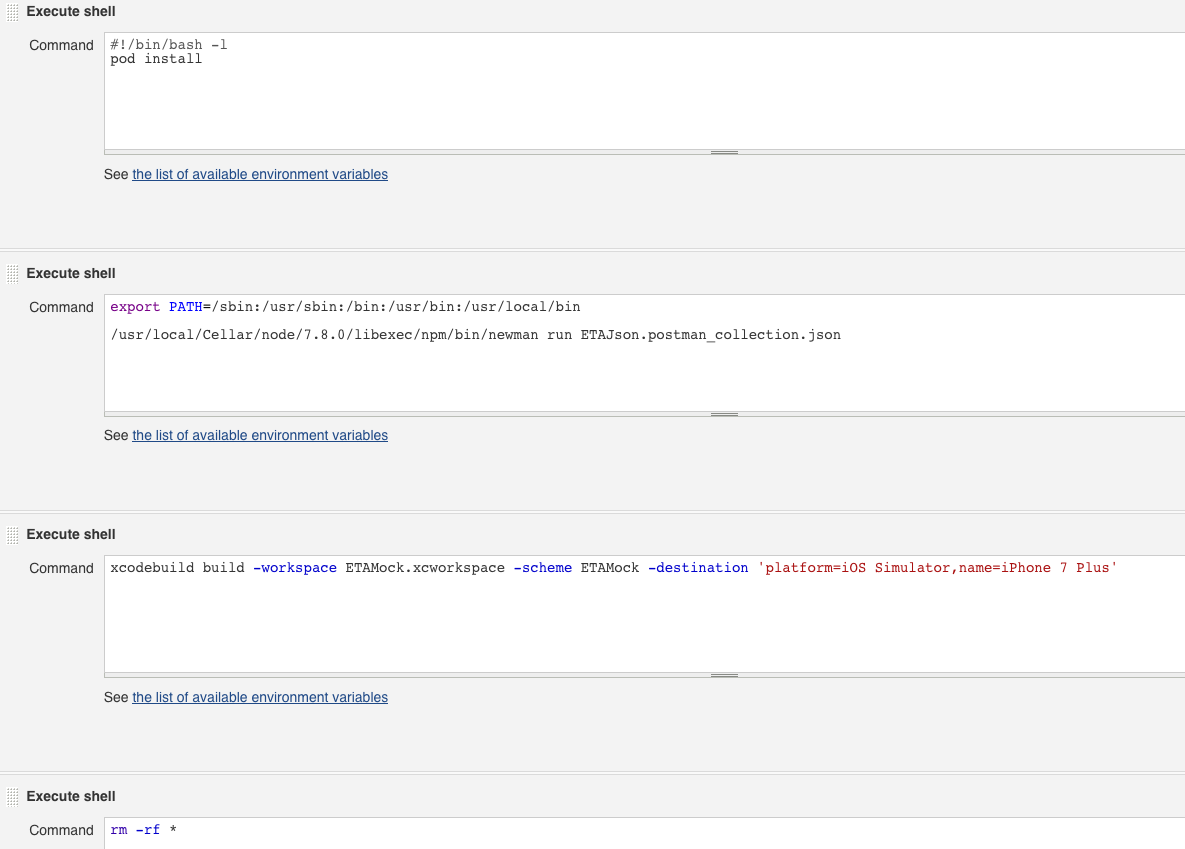 Execute shell
Command
#!/bin/bash -l
pod install
See the list of available environment variables
Execute shell
Command
export PATH=/sbin:/usr/sbin:/bin:/usr/bin:/usr/local/bin
/usr/local/Cellar/node/7.8.0/libexec/npm/bin/newman run ETAJson.postman_collection.json
See the list of available environment variables
Execute shell
Command
xcodebuild build -workspace ETAMock.xcworkspace -scheme ETAMock -destination 'platform=iOS Simulator,name=iPhone 7 Plus'
See the list of available environment variables
Execute shell
Command
rm -rf *